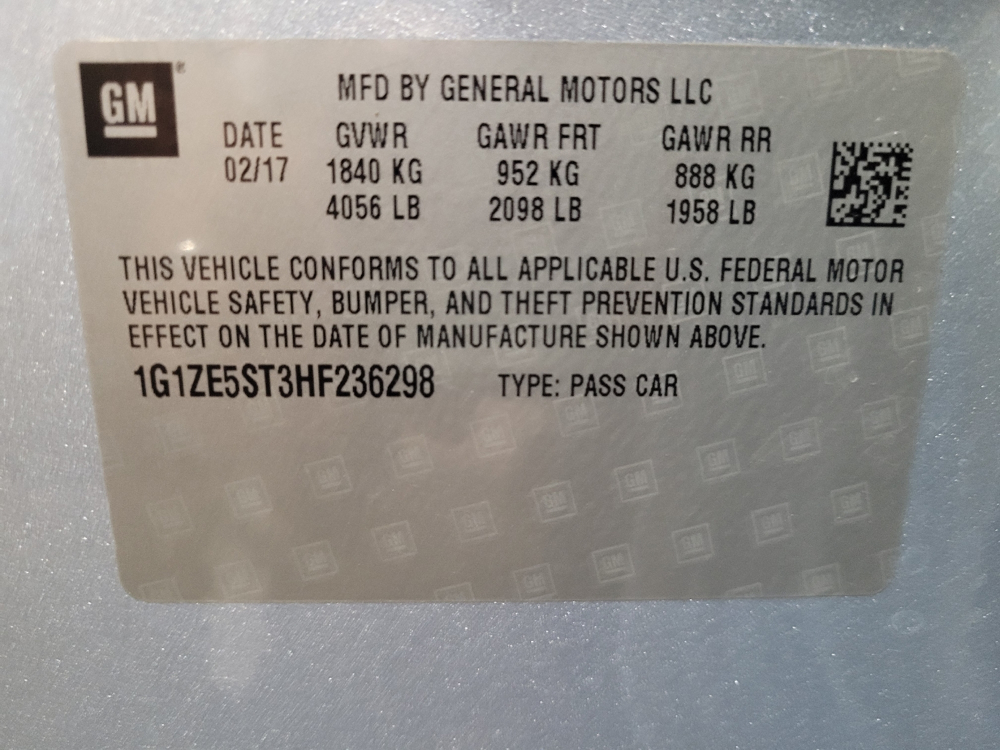 GM®
MFD BY GENERAL MOTORS LLC
DATE GVWR GAWR FRT GAWR RR
02/17 1840 KG 952 KG 888 KG
4056 LB 2098 LB 1958 LB
THIS VEHICLE CONFORMS TO ALL APPLICABLE U.S. FEDERAL MOTOR
VEHICLE SAFETY, BUMPER, AND THEFT PREVENTION STANDARDS IN
EFFECT ON THE DATE OF MANUFACTURE SHOWN ABOVE.
1G1ZE5ST3HF236298 TYPE: PASS CAR